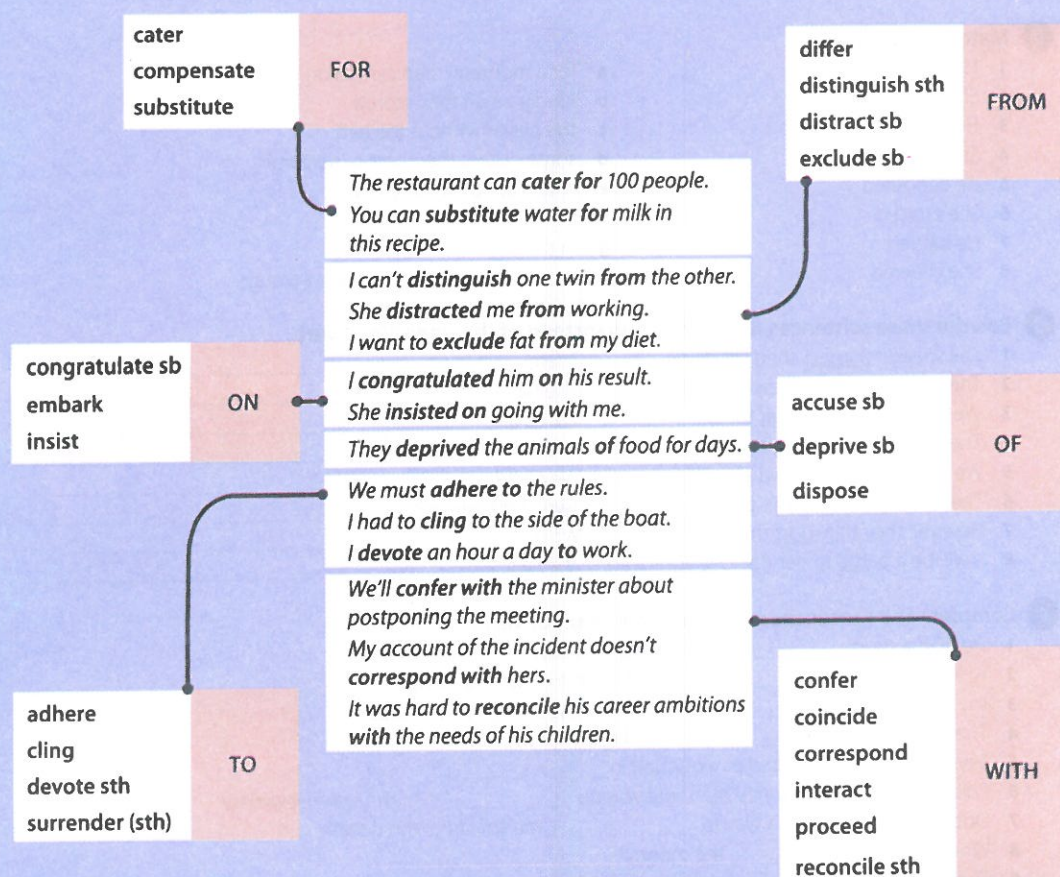 cater
compensate
substitute
FOR
differ
distinguish sth
distract sb
exclude sb
FROM
The restaurant can cater for 100 people.
You can substitute water for milk in
this recipe.
I can't distinguish one twin from the other.
She distracted me from working.
I want to exclude fat from my diet.
congratulate sb
embark
insist
ON
I congratulated him on his result.
She insisted on going with me.
They deprived the animals of food for days.
accuse sb
deprive sb
dispose
OF
We must adhere to the rules.
I had to cling to the side of the boat.
I devote an hour a day to work.
We'll confer with the minister about
postponing the meeting.
My account of the incident doesn't
correspond with hers.
It was hard to reconcile his career ambitions
with the needs of his children.
adhere
cling
devote sth
surrender (sth)
TO
confer
coincide
correspond
interact
proceed
reconcile sth
WITH